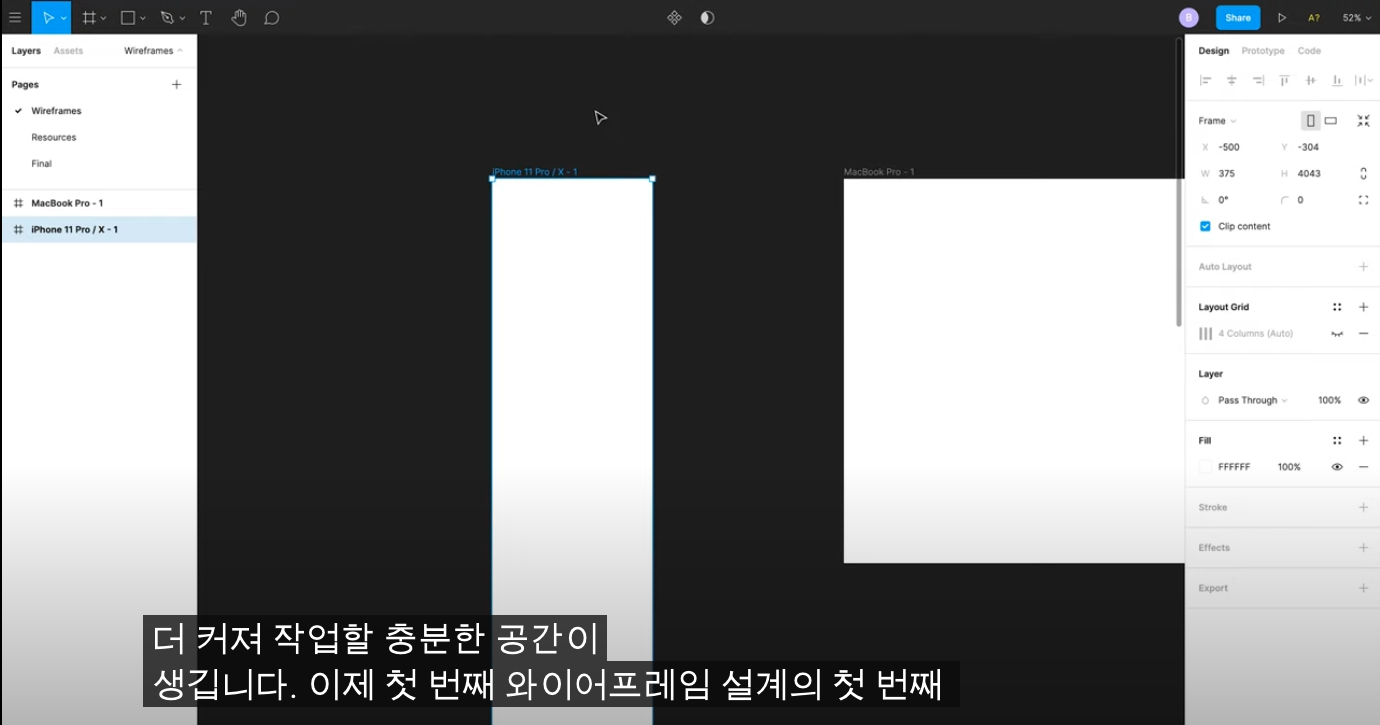 Share
A?
52%
Layers
Assets
Wireframes
Pages
Wireframes
Resources
Final
MacBook Pro - 1
iPhone 11 Pro / X - 1
B
iPhone 11 Pro / X - 1
MacBook Pro - 1
Design
Prototype
Code
Frame
X -500 Y -304
W 375 H 4043
0° 0
Clip content
Auto Layout
Layout Grid
4 Columns (Auto)
Layer
Pass Through 100%
Fill
FFFFFF 100%
Stroke
Effects
Export
더 커져 작업할 충분한 공간이
생깁니다. 이제 첫 번째 와이어프레임 설계의 첫 번째